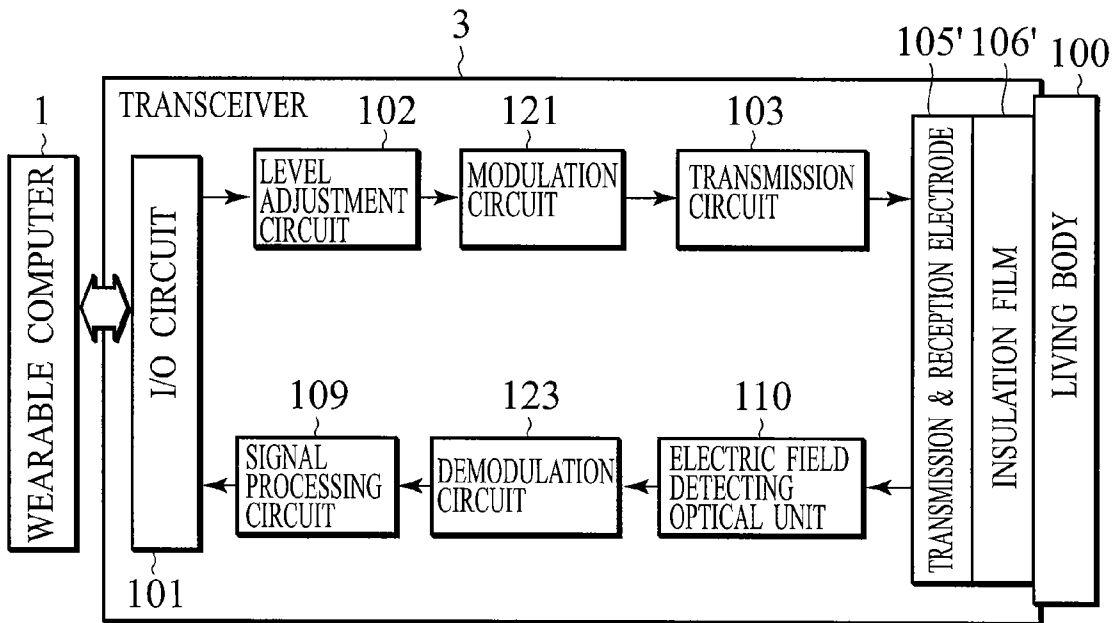 3
105' 106' 100
TRANSCEIVER
1
102
121
103
WEARABLE COMPUTER
I/O CIRCUIT
LEVEL
ADJUSTMENT
CIRCUIT
MODULATION
CIRCUIT
TRANSMISSION
CIRCUIT
TRANSMISSION & RECEPTION ELECTRODE
INSULATION FILM
LIVING BODY
109
123
110
SIGNAL
PROCESSING
CIRCUIT
DEMODULATION
CIRCUIT
ELECTRIC FIELD
DETECTING
OPTICAL UNIT
101